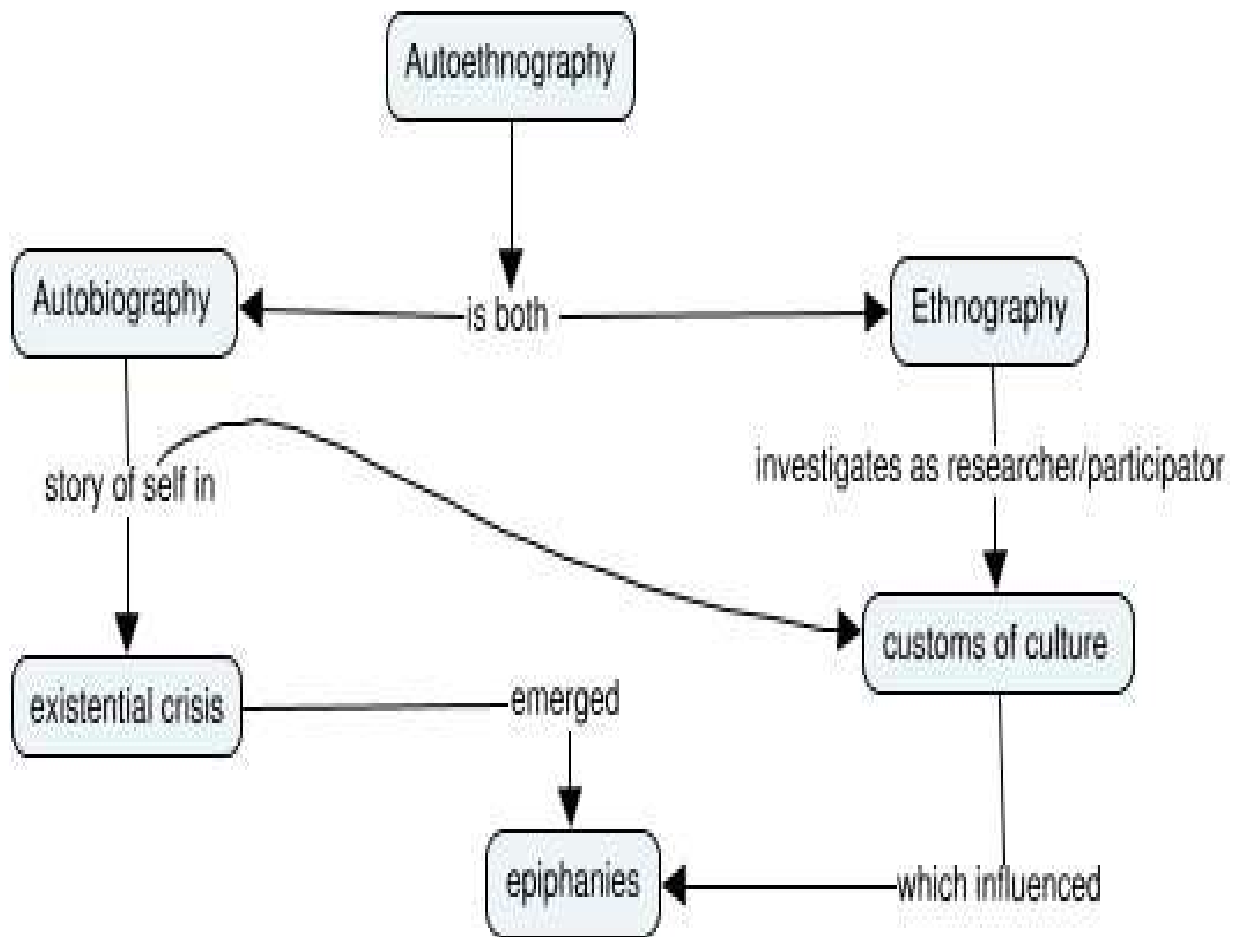 Autoethnography
Autobiography
is both
Ethnography
story of self in
investigates as researcher/participator
customs of culture
existential crisis
emerged
epiphanies
which influenced